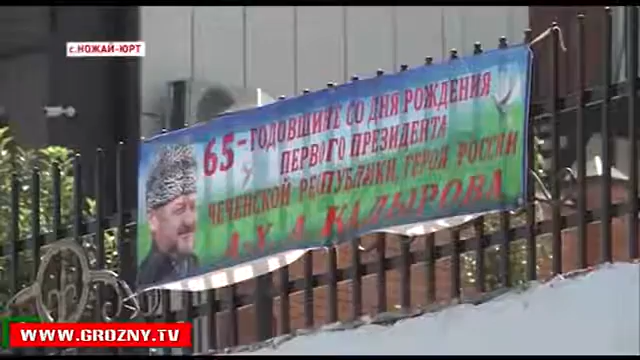 с.НОЖАЙ-ЮРТ
65-ГОДОВЩИНЕ СО ДНЯ РОЖДЕНИЯ
ПЕРВОГО ПРЕЗИДЕНТА
ЧЕЧЕНСКОЙ РЕСПУБЛИКИ, ГЕРОЯ РОССИИ
А-Х. А. КАДЫРОВА
WWW.GROZNY.TV